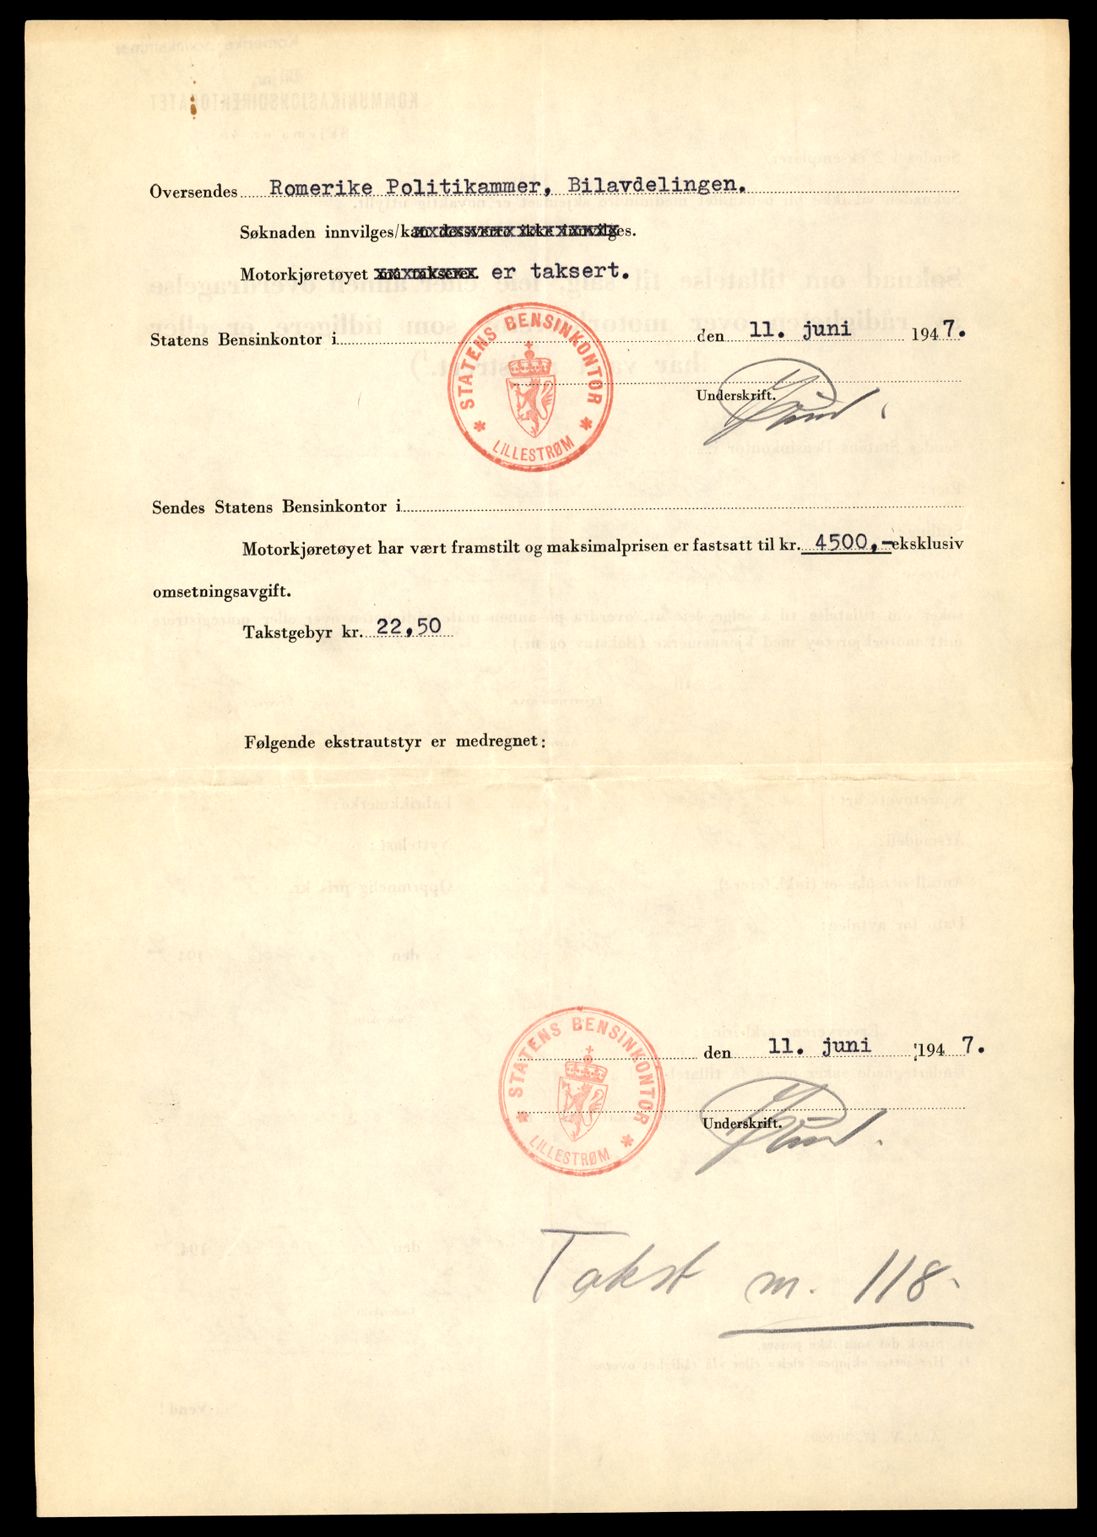 Oversendes Romerike Politikammer, Bilavdelingen.
Søknaden innvilges/kan dessverre ikke innvilges.
Motorkjøretøyet må takseres. er taksert.
Statens Bensinkontor i den 11. juni 1947.
STATENS BENSINKONTOR
LILLESTRØM
Underskrift.
Sendes Statens Bensinkontor i
Motorkjøretøyet har vært framstilt og maksimalprisen er fastsatt til kr. 4500,- eksklusiv
omsetningsavgift.
Takstgebyr kr. 22,50
Følgende ekstrautstyr er medregnet:
den 11. juni 1947.
STATENS BENSINKONTOR
LILLESTRØM
Underskrift.
Takst nr. 118.